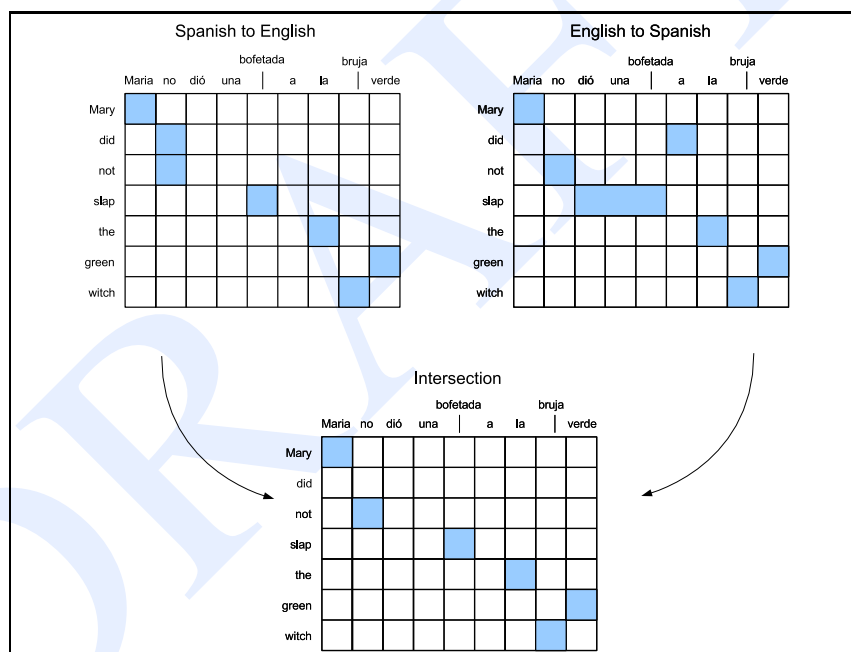 Spanish to English
bofetada bruja
Maria no dió una a la verde
Mary
did
not
slap
the
green
witch
English to Spanish
bofetada bruja
Maria no dió una a la verde
Mary
did
not
slap
the
green
witch
Intersection
bofetada bruja
Maria no dió una a la verde
Mary
did
not
slap
the
green
witch